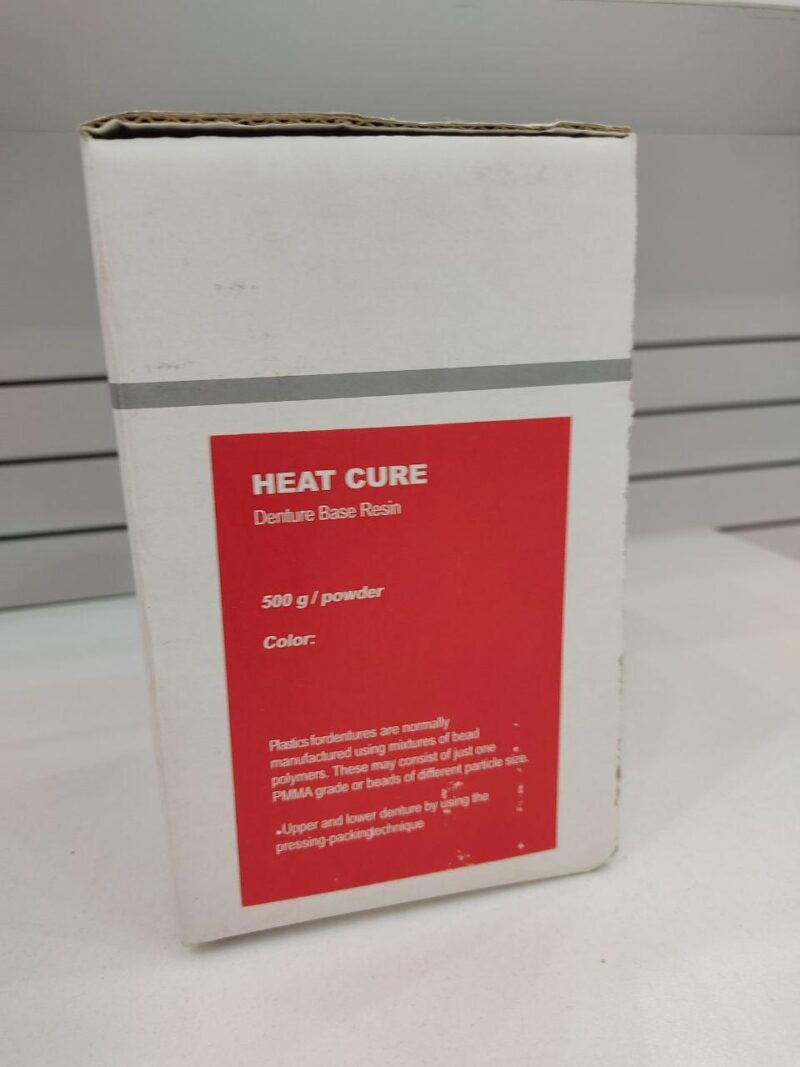 HEAT CURE
Denture Base Resin
500 g / powder
Color:
Plastics fordentures are normally
manufactured using mixtures of bead
polymers. These may consist of just one
PMMA grade or beads of different particle size.
•Upper and lower denture by using the
pressing-packingtechnique